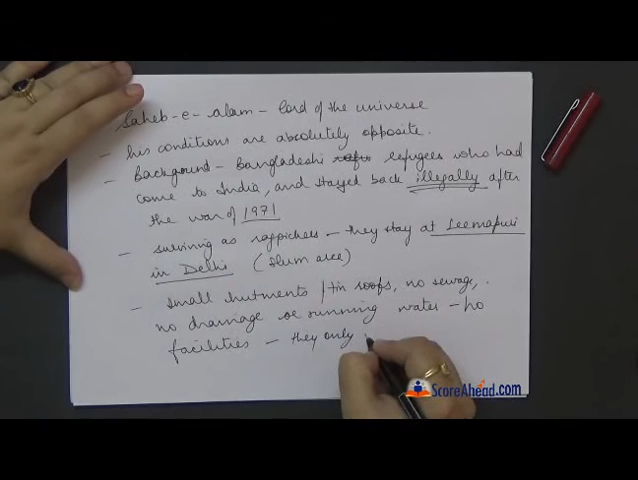 Saheb-e-alam - Lord of the universe
- his conditions are absolutely opposite.
- Background - Bangladeshi refugees who had
come to India, and stayed back illegally after
the war of 1971
- surviving as ragpickers - they stay at Seemapuri
in Delhi (slum area)
- small hutments / tin roofs, no sewage,
no drainage or running water - no
facilities - they only
ScoreAhead.com